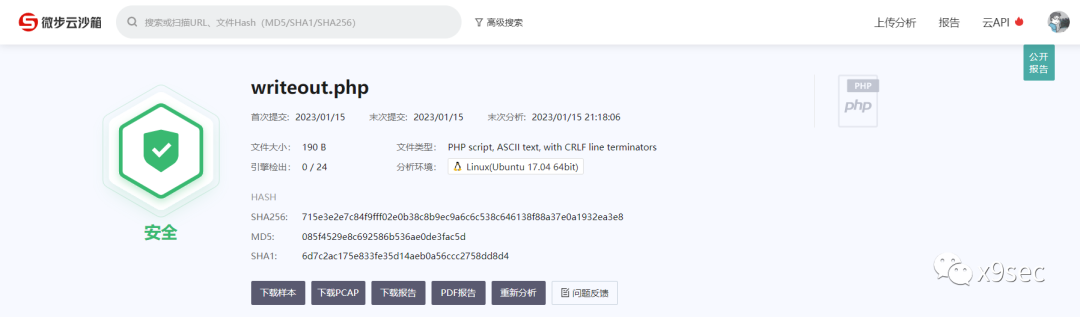 微步云沙箱
搜索或扫描URL、文件Hash（MD5/SHA1/SHA256）
高级搜索
上传分析 报告 云API
公开
报告
writeout.php
首次提交: 2023/01/15 末次提交: 2023/01/15 末次分析: 2023/01/15 21:18:06
文件大小: 190 B 文件类型: PHP script, ASCII text, with CRLF line terminators
引擎检出: 0 / 24 分析环境: Linux(Ubuntu 17.04 64bit)
PHP
php
安全
HASH
SHA256: 715e3e2e7c84f9fff02e0b38c8b9ec9a6c6c538c646138f88a37e0a1932ea3e8
MD5: 085f4529e8c692586b536ae0de3fac5d
SHA1: 6d7c2ac175e833fe35d14aeb0a56ccc2758dd8d4
下载样本 下载PCAP 下载报告 PDF报告 重新分析 问题反馈
x9sec